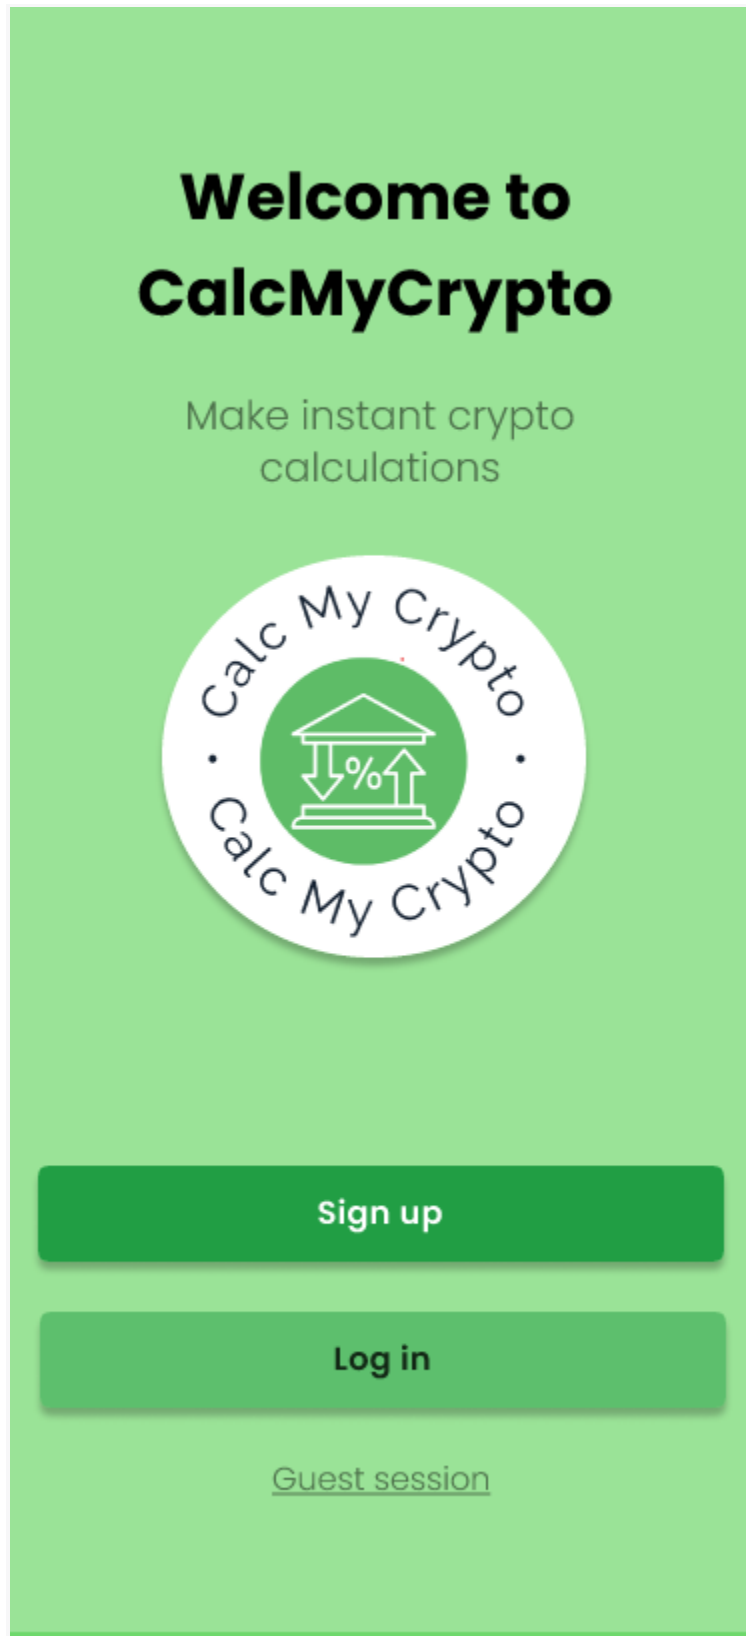 Welcome to
CalcMyCrypto
Make instant crypto
calculations
Calc My Crypto
%
• Calc My Crypto •
Sign up
Log in
Guest session